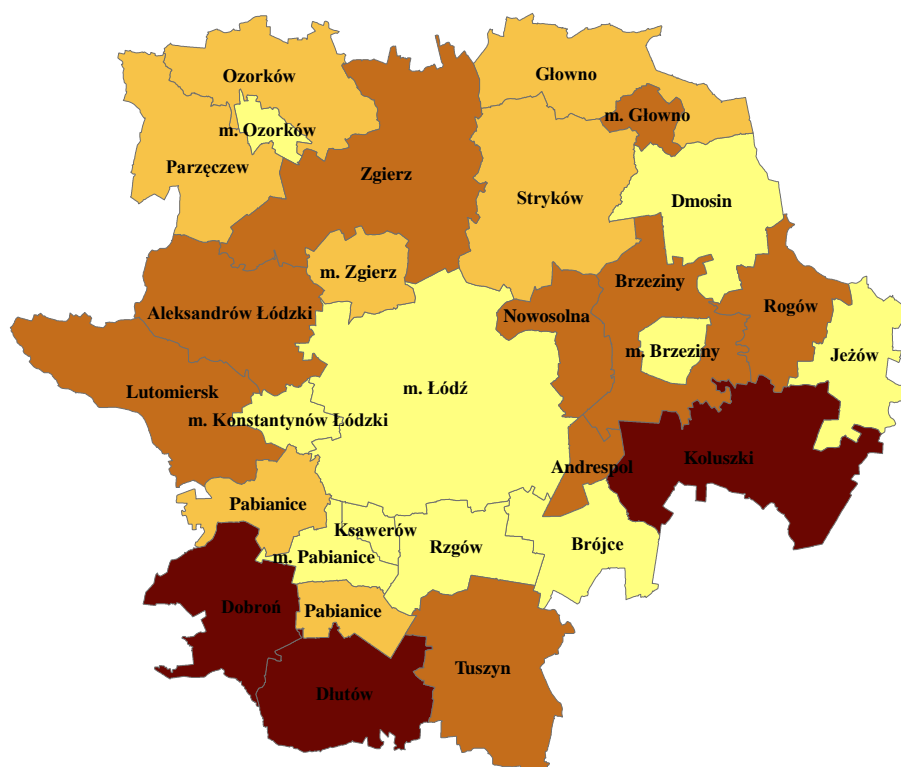 Ozorków
Głowno
m. Głowno
m. Ozorków
Parzęczew
Zgierz
Stryków
Dmosin
m. Zgierz
Brzeziny
Rogów
Aleksandrów Łódzki
Nowosolna
m. Brzeziny
Jeżów
Lutomiersk
m. Łódź
m. Konstantynów Łódzki
Andrespol
Koluszki
Pabianice
Ksawerów
Rzgów
Brójce
m. Pabianice
Dobroń
Pabianice
Tuszyn
Dłutów